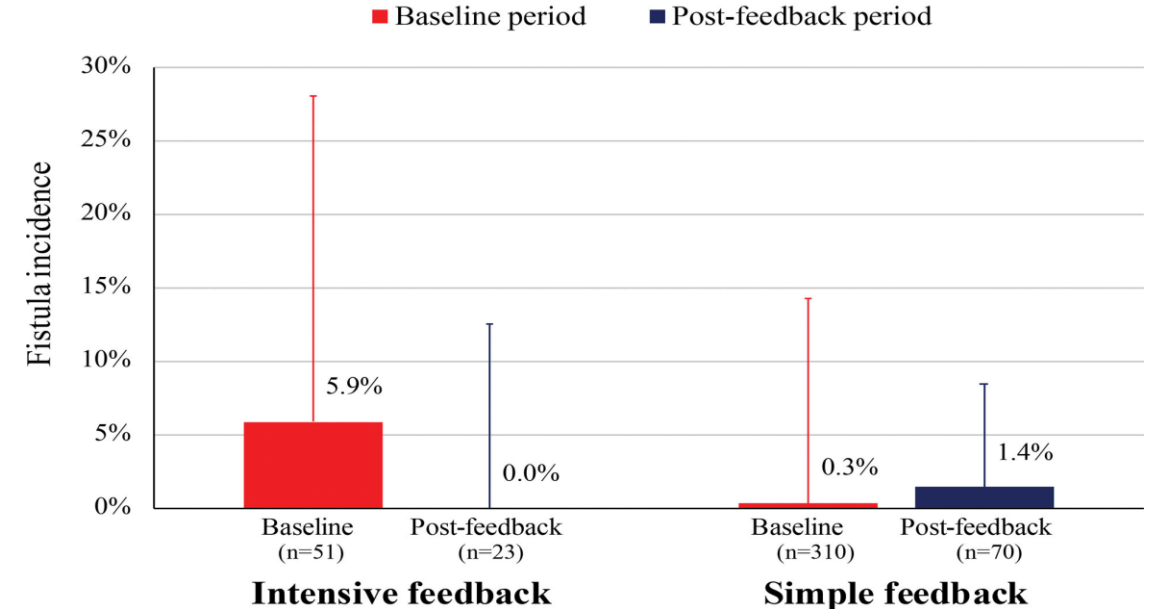 Baseline period Post-feedback period
30%
25%
20%
15%
10%
5%
0%
Fistula incidence
5.9%
0.0%
0.3%
1.4%
Baseline Post-feedback Baseline Post-feedback
(n=51) (n=23) (n=310) (n=70)
Intensive feedback Simple feedback